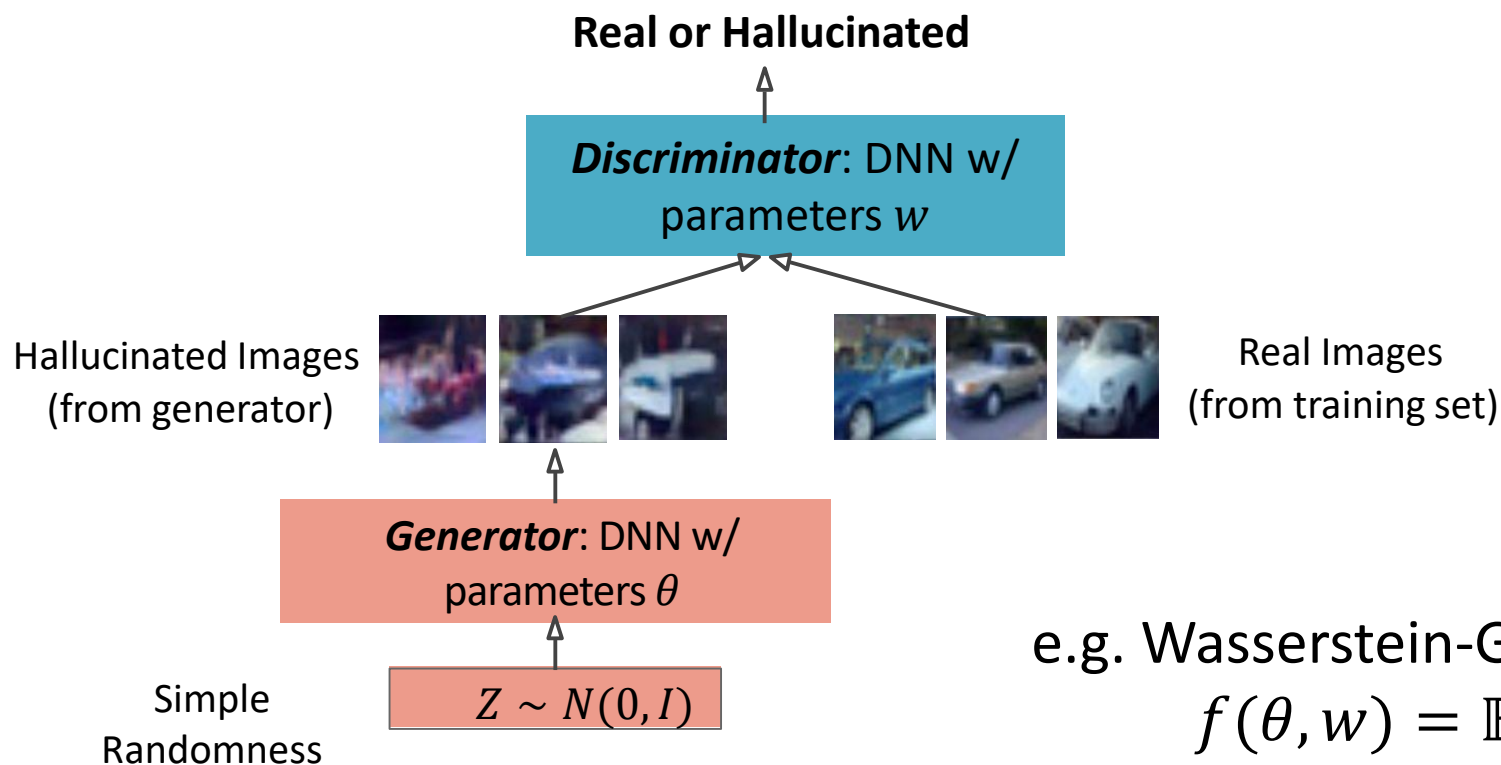 Real or Hallucinated
Discriminator: DNN w/
parameters w
Hallucinated Images
(from generator)
Real Images
(from training set)
Generator: DNN w/
parameters θ
Simple
Randomness
Z ~ N(0, I)
e.g. Wasserstein-
f(θ, w) =